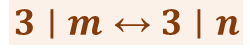 3 | m ↔ 3 | n